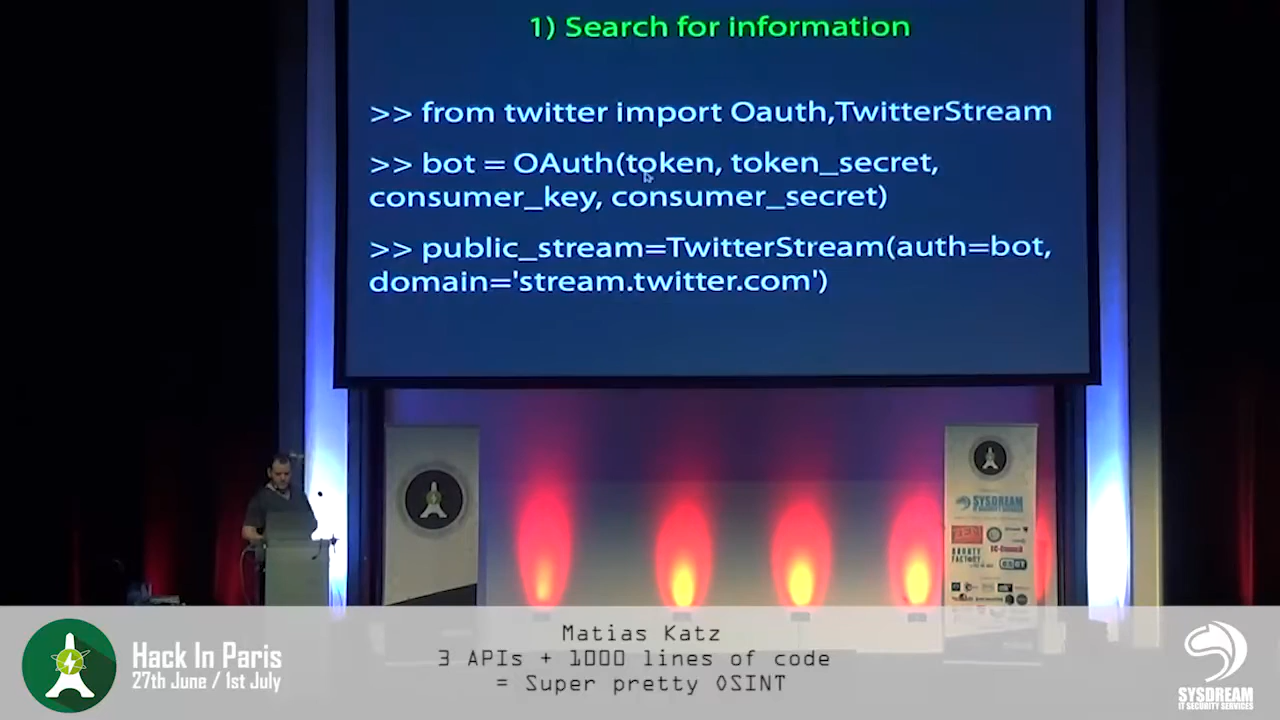 1) Search for information
>> from twitter import Oauth,TwitterStream
>> bot = OAuth(token, token_secret,
consumer_key, consumer_secret)
>> public_stream=TwitterStream(auth=bot,
domain='stream.twitter.com')
SYSDREAM
BOUNTY
FACTORY
Hack In Paris
27th June / 1st July
Matias Katz
3 APIs + 1000 lines of code
= Super pretty OSINT
SYSDREAM
IT SECURITY SERVICES